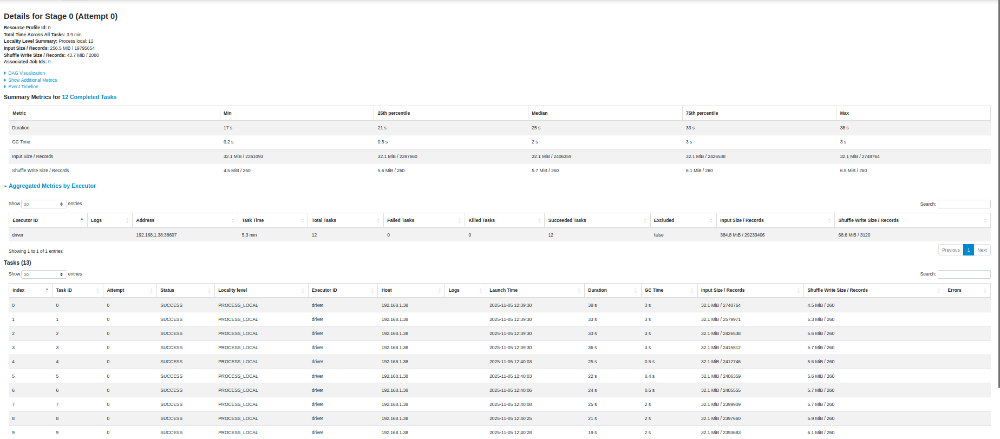 Details for Stage 0 (Attempt 0)
Resource Profile Id: 0
Total Time Across All Tasks: 3.9 min
Locality Level Summary: Process local: 12
Input Size / Records: 256.5 MiB / 19795654
Shuffle Write Size / Records: 43.7 MiB / 2080
Associated Job Ids: 0
DAG Visualization
Show Additional Metrics
Event Timeline
Summary Metrics for 12 Completed Tasks
Metric Min 25th percentile Median 75th percentile Max
Duration 17 s 21 s 25 s 33 s 38 s
GC Time 0.2 s 0.5 s 2 s 3 s 3 s
Input Size / Records 32.1 MiB / 2261093 32.1 MiB / 2397660 32.1 MiB / 2406359 32.1 MiB / 2426538 32.1 MiB / 2748764
Shuffle Write Size / Records 4.5 MiB / 260 5.6 MiB / 260 5.7 MiB / 260 6.1 MiB / 260 6.5 MiB / 260
Aggregated Metrics by Executor
Show 20 entries Search:
Executor ID Logs Address Task Time Total Tasks Failed Tasks Killed Tasks Succeeded Tasks Excluded Input Size / Records Shuffle Write Size / Records
driver 192.168.1.38:38607 5.3 min 12 0 0 12 false 384.8 MiB / 29233406 68.6 MiB / 3120
Showing 1 to 1 of 1 entries Previous 1 Next
Tasks (13)
Show 20 entries Search:
Index Task ID Attempt Status Locality level Executor ID Host Logs Launch Time Duration GC Time Input Size / Records Shuffle Write Size / Records Errors
0 0 0 SUCCESS PROCESS_LOCAL driver 192.168.1.38 2025-11-05 12:39:30 38 s 3 s 32.1 MiB / 2748764 4.5 MiB / 260
1 1 0 SUCCESS PROCESS_LOCAL driver 192.168.1.38 2025-11-05 12:39:30 33 s 3 s 32.1 MiB / 2579971 5.3 MiB / 260
2 2 0 SUCCESS PROCESS_LOCAL driver 192.168.1.38 2025-11-05 12:39:30 33 s 3 s 32.1 MiB / 2426538 5.6 MiB / 260
3 3 0 SUCCESS PROCESS_LOCAL driver 192.168.1.38 2025-11-05 12:39:30 36 s 3 s 32.1 MiB / 2415812 5.7 MiB / 260
4 4 0 SUCCESS PROCESS_LOCAL driver 192.168.1.38 2025-11-05 12:40:03 25 s 0.5 s 32.1 MiB / 2412746 5.6 MiB / 260
5 5 0 SUCCESS PROCESS_LOCAL driver 192.168.1.38 2025-11-05 12:40:03 22 s 0.4 s 32.1 MiB / 2406359 5.6 MiB / 260
6 6 0 SUCCESS PROCESS_LOCAL driver 192.168.1.38 2025-11-05 12:40:06 24 s 0.5 s 32.1 MiB / 2405555 5.7 MiB / 260
7 7 0 SUCCESS PROCESS_LOCAL driver 192.168.1.38 2025-11-05 12:40:08 25 s 2 s 32.1 MiB / 2399909 5.7 MiB / 260
8 8 0 SUCCESS PROCESS_LOCAL driver 192.168.1.38 2025-11-05 12:40:25 21 s 2 s 32.1 MiB / 2397660 5.9 MiB / 260
9 9 0 SUCCESS PROCESS_LOCAL driver 192.168.1.38 2025-11-05 12:40:28 19 s 2 s 32.1 MiB / 2393683 6.1 MiB / 260